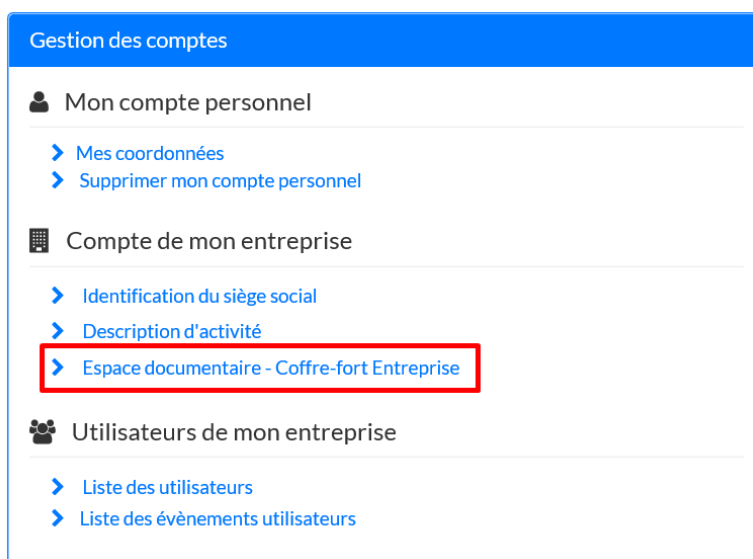 Gestion des comptes
Mon compte personnel
Mes coordonnées
Supprimer mon compte personnel
Compte de mon entreprise
Identification du siège social
Description d'activité
Espace documentaire - Coffre-fort Entreprise
Utilisateurs de mon entreprise
Liste des utilisateurs
Liste des évènements utilisateurs